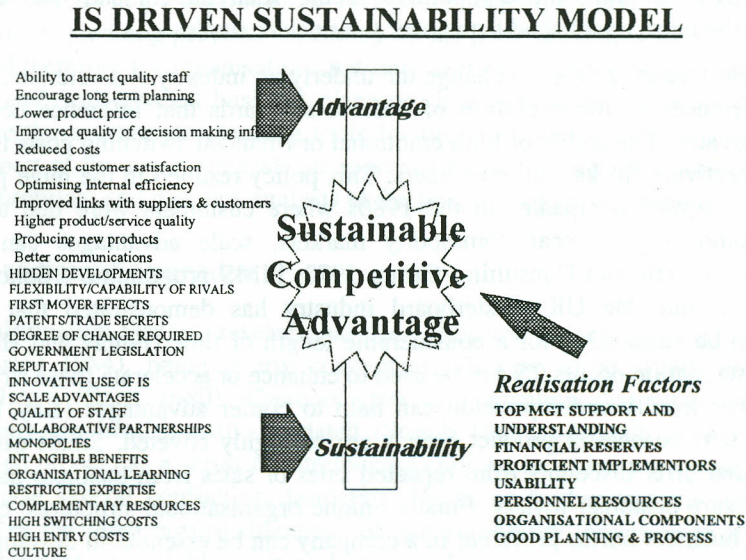 IS DRIVEN SUSTAINABILITY MODEL
Ability to attract quality staff
Encourage long term planning
Lower product price
Improved quality of decision making inf
Reduce costs
Increased customer satisfaction
Optimising Internal efficiency
Improved links with suppliers & customers
Higher product/service quality
Producing new products
Better communications
HIDDEN DEVELOPMENTS
FLEXIBILITY/CAPABILITY OF RIVALS
FIRST MOVER EFFECTS
PATENTS/TRADE SECRETS
DEGREE OF CHANGE REQUIRED
GOVERNMENT LEGISLATION
REPUTATION
INNOVATIVE USE OF IS
SCALE ADVANTAGES
QUALITY OF STAFF
COLLABORATIVE PARTNERSHIPS
MONOPOLIES
INTANGIBLE BENEFITS
ORGANISATIONAL LEARNING
RESTRICTED EXPERTISE
COMPLEMENTARY RESOURCES
HIGH SWITCHING COSTS
HIGH ENTRY COSTS
CULTURE
Advantage
Sustainable
Competitive
Advantage
Sustainability
Realisation Factors
TOP MGT SUPPORT AND
UNDERSTANDING
FINANCIAL RESERVES
PROFICIENT IMPLEMENTORS
USABILITY
PERSONNEL RESOURCES
ORGANISATIONAL COMPONENTS
GOOD PLANNING & PROCESS